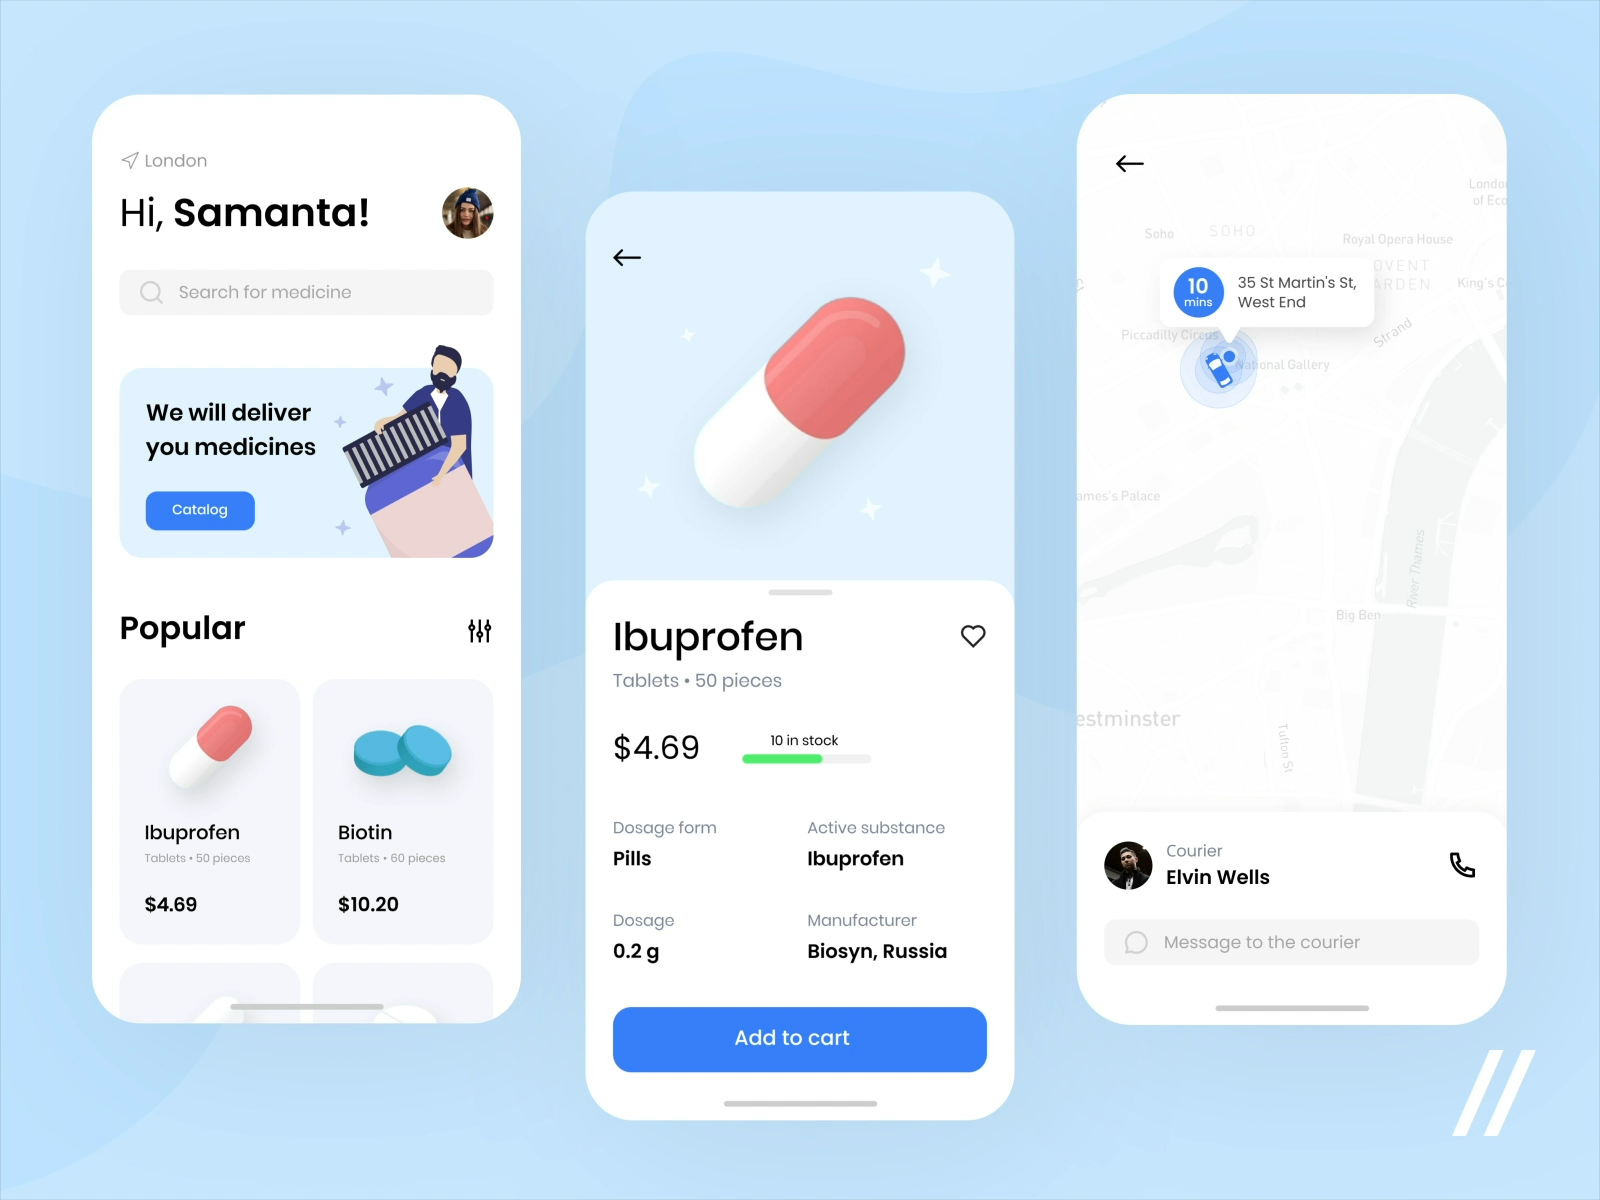 London
Hi, Samanta!
Search for medicine
We will deliver
you medicines
Catalog
Popular
Ibuprofen
Tablets • 50 pieces
$4.69
Biotin
Tablets • 60 pieces
$10.20
Ibuprofen
Tablets • 50 pieces
$4.69
10 in stock
Dosage form
Pills
Active substance
Ibuprofen
Dosage
0.2 g
Manufacturer
Biosyn, Russia
Add to cart
London
of Eco
Soho
SOHO
Royal Opera House
OVENT
ARDEN
King's C
10
mins
35 St Martin's St,
West End
Piccadilly Circus
Strand
National Gallery
ames's Palace
River Thames
Big Ben
estminster
Tufton St
Courier
Elvin Wells
Message to the courier